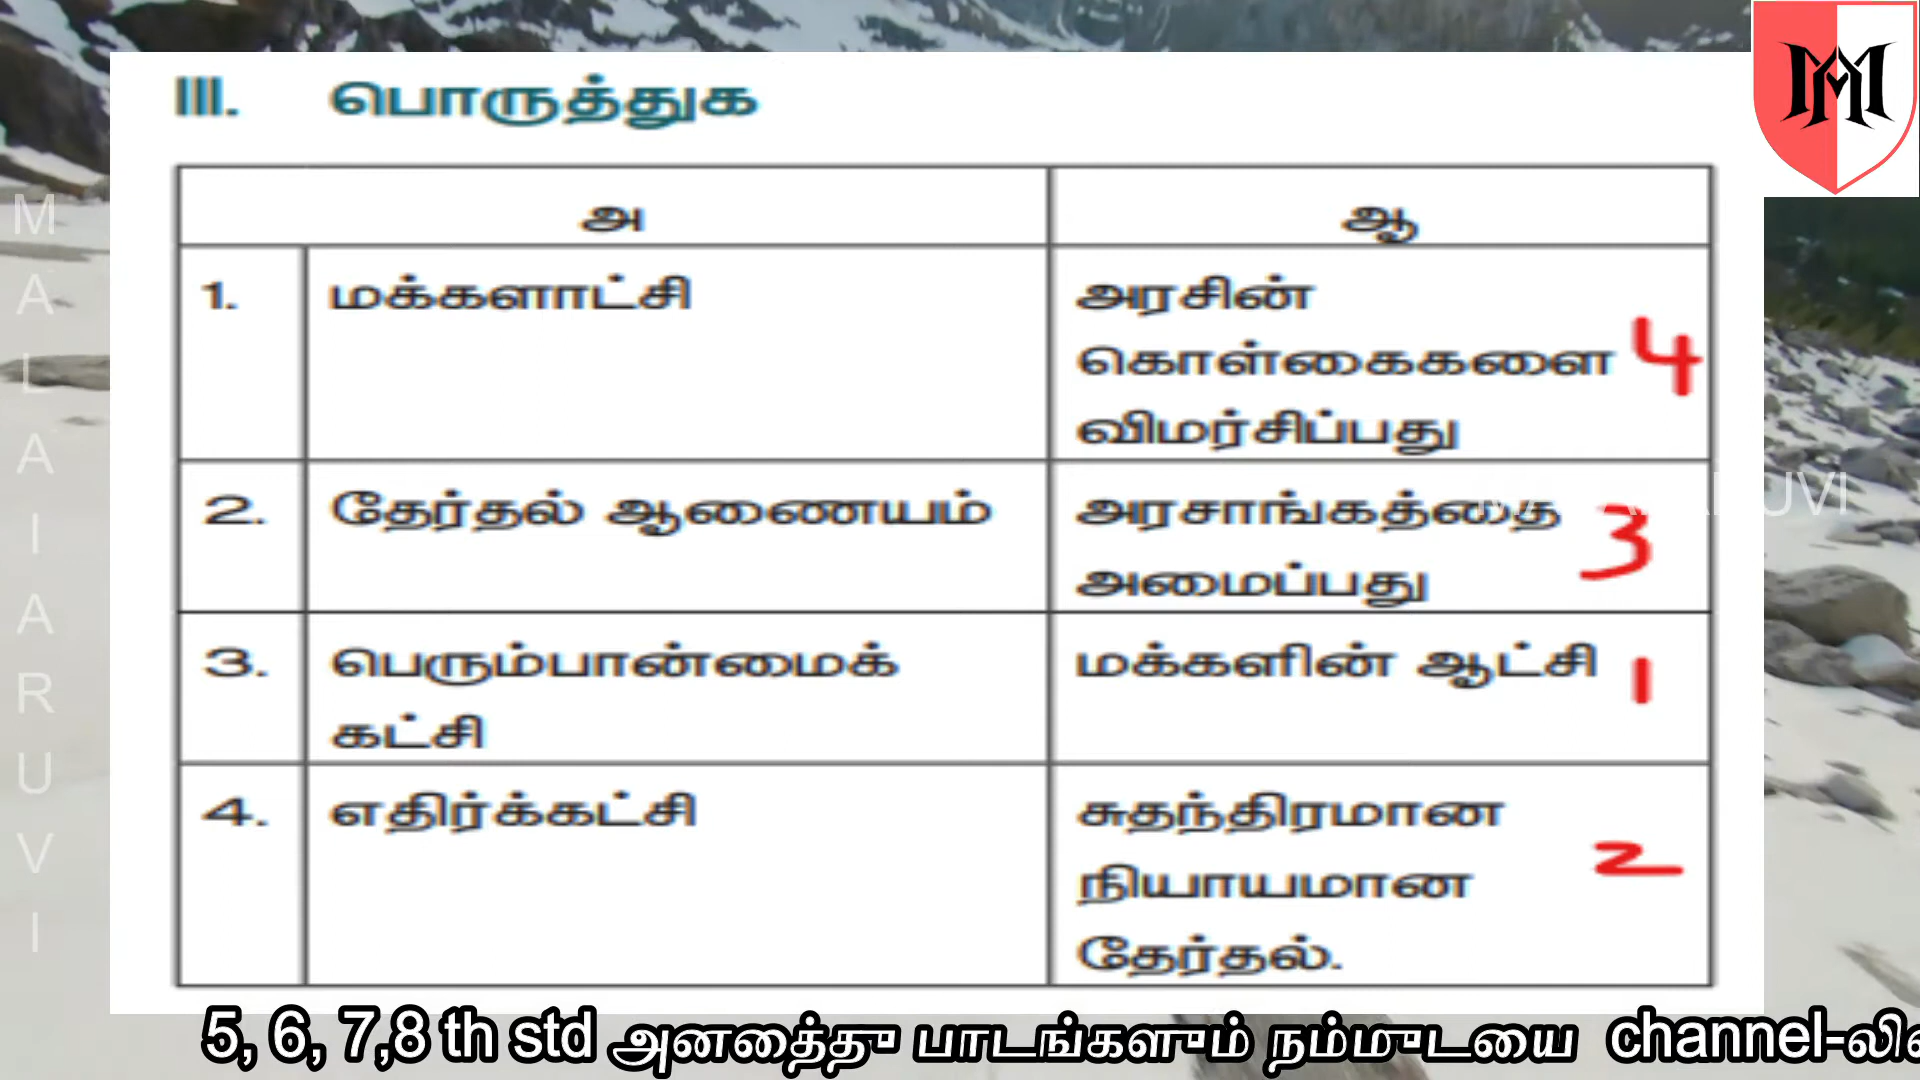 III. பொருத்துக
அ ஆ
1. மக்களாட்சி அரசின்
கொள்கைகளை 4
விமர்சிப்பது
2. தேர்தல் ஆணையம் அரசாங்கத்தை 3
அமைப்பது
3. பெரும்பான்மைக் மக்களின் ஆட்சி 1
கட்சி
4. எதிர்க்கட்சி சுதந்திரமான
நியாயமான 2
தேர்தல்.
5, 6, 7,8 th std அனைத்து பாடங்களும் நம்முடைய channel-லி
MALAIARUVI